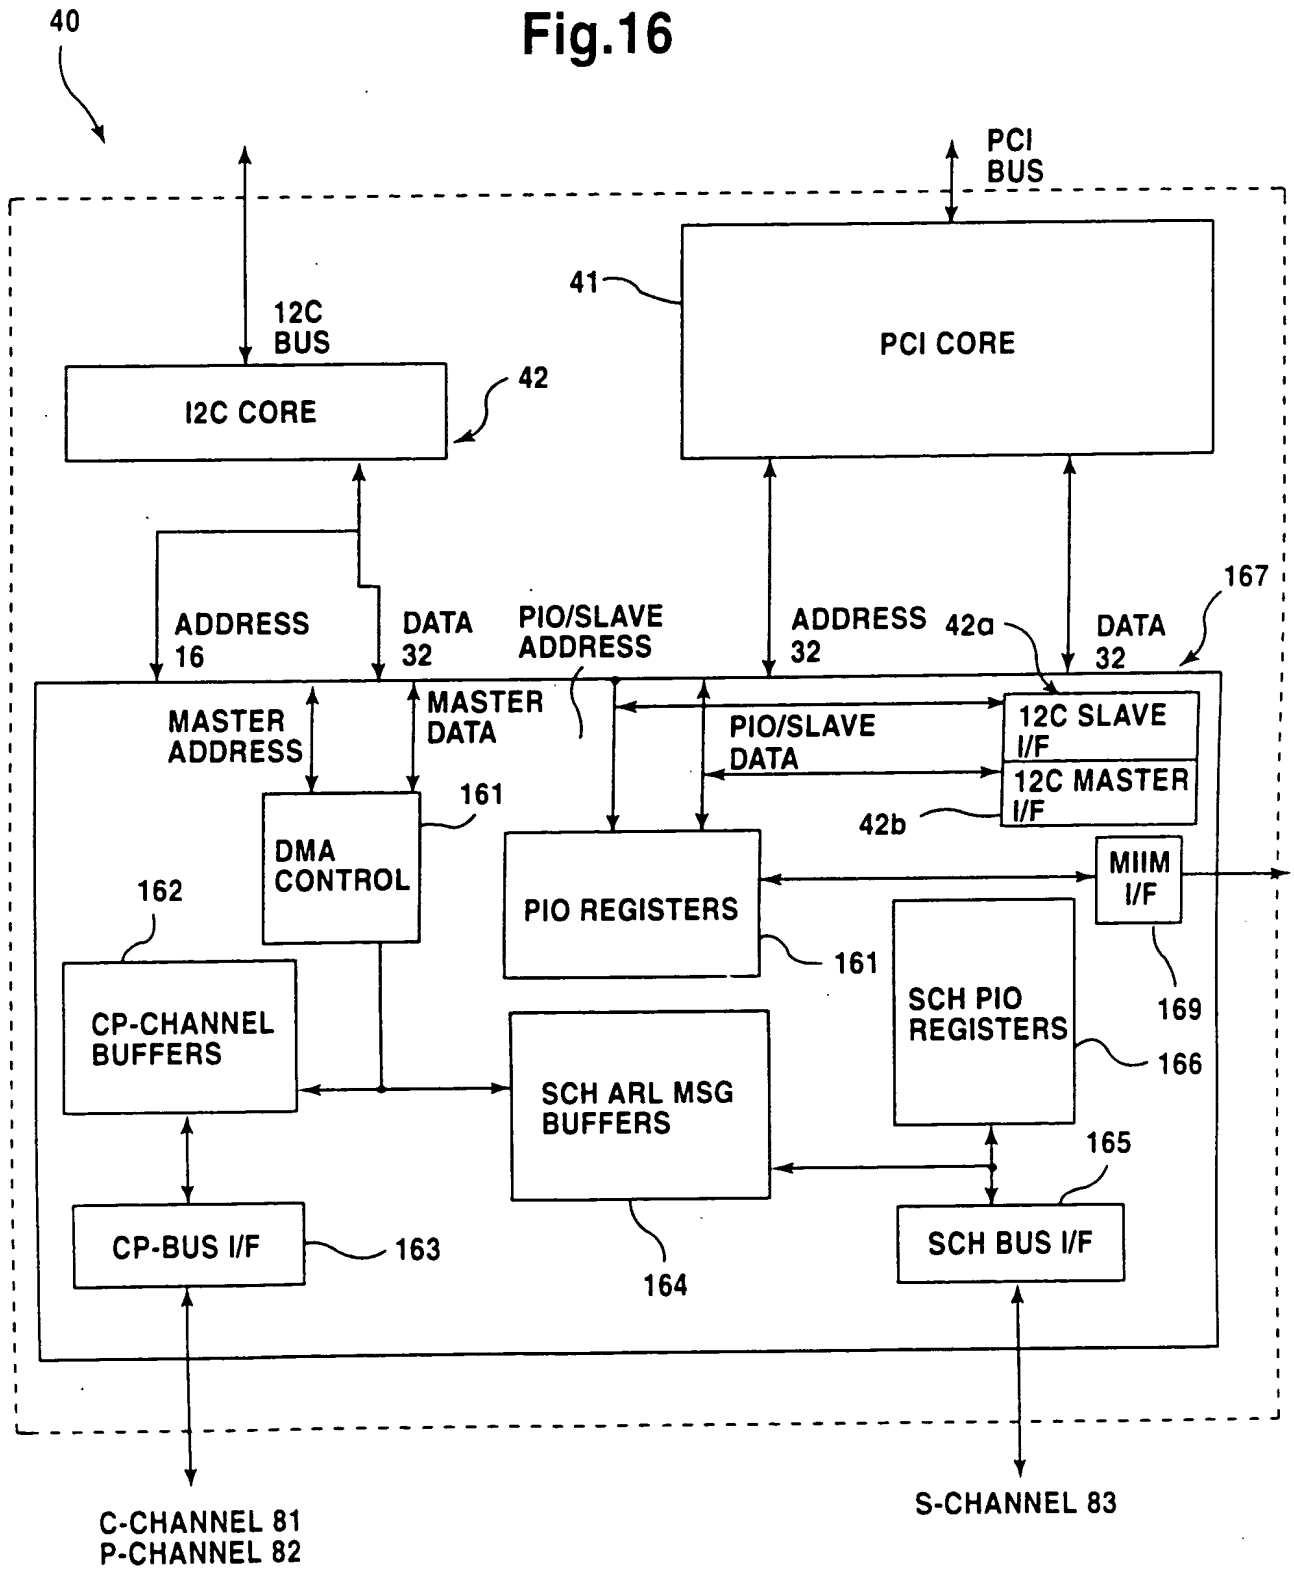 Fig.16
40
PCI
BUS
41
PCI CORE
12C
BUS
I2C CORE
42
ADDRESS
16
DATA
32
PIO/SLAVE
ADDRESS
ADDRESS
32
42a
DATA
32
167
MASTER
ADDRESS
MASTER
DATA
PIO/SLAVE
DATA
12C SLAVE
I/F
12C MASTER
I/F
42b
161
DMA
CONTROL
PIO REGISTERS
161
MIIM
I/F
169
162
CP-CHANNEL
BUFFERS
SCH ARL MSG
BUFFERS
164
SCH PIO
REGISTERS
166
165
CP-BUS I/F
163
SCH BUS I/F
C-CHANNEL 81
P-CHANNEL 82
S-CHANNEL 83